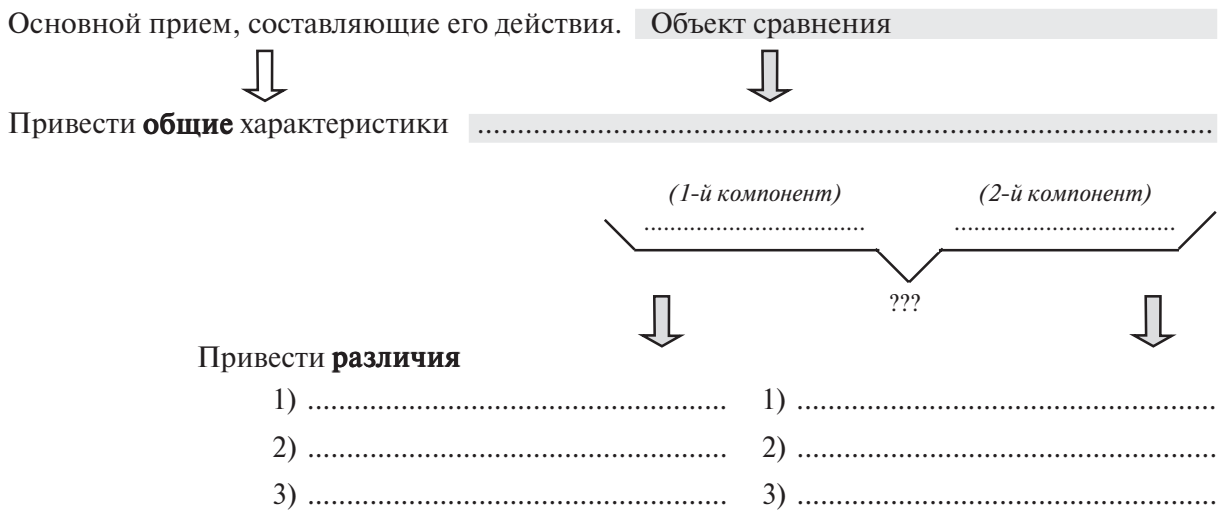 Основной прием, составляющие его действия. Объект сравнения
Привести общие характеристики ..............................................................................
(1-й компонент) (2-й компонент)
.................................. ..................................
???
Привести различия
1) ............................................. 1) .............................................
2) ............................................. 2) .............................................
3) ............................................. 3) .............................................